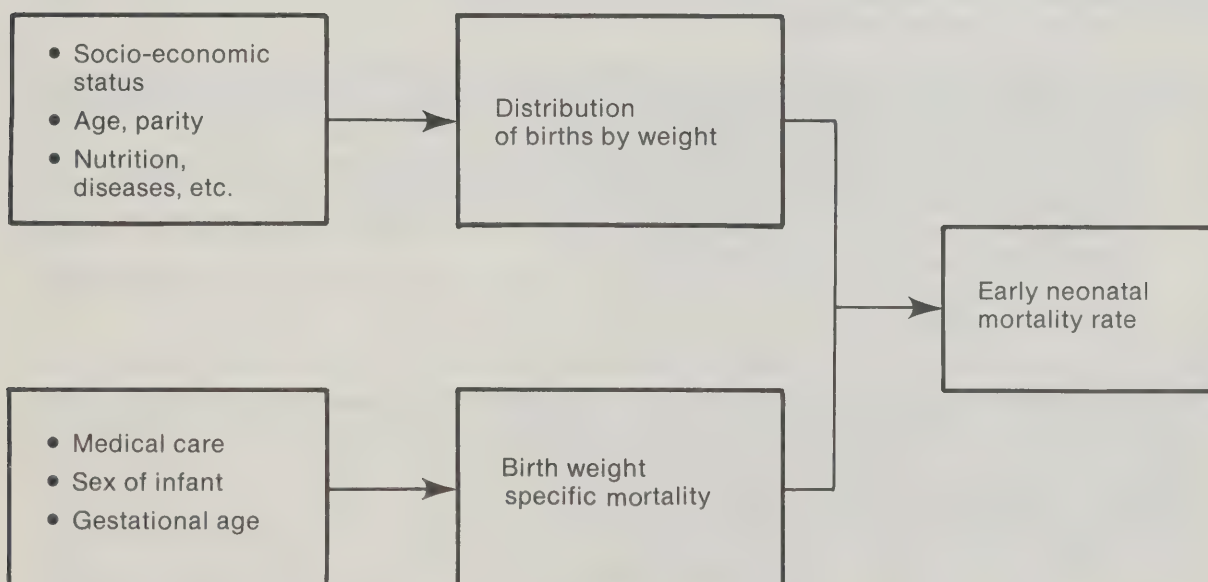 • Socio-economic
status
• Age, parity
• Nutrition,
diseases, etc.
Distribution
of births by weight
Early neonatal
mortality rate
• Medical care
• Sex of infant
• Gestational age
Birth weight
specific mortality